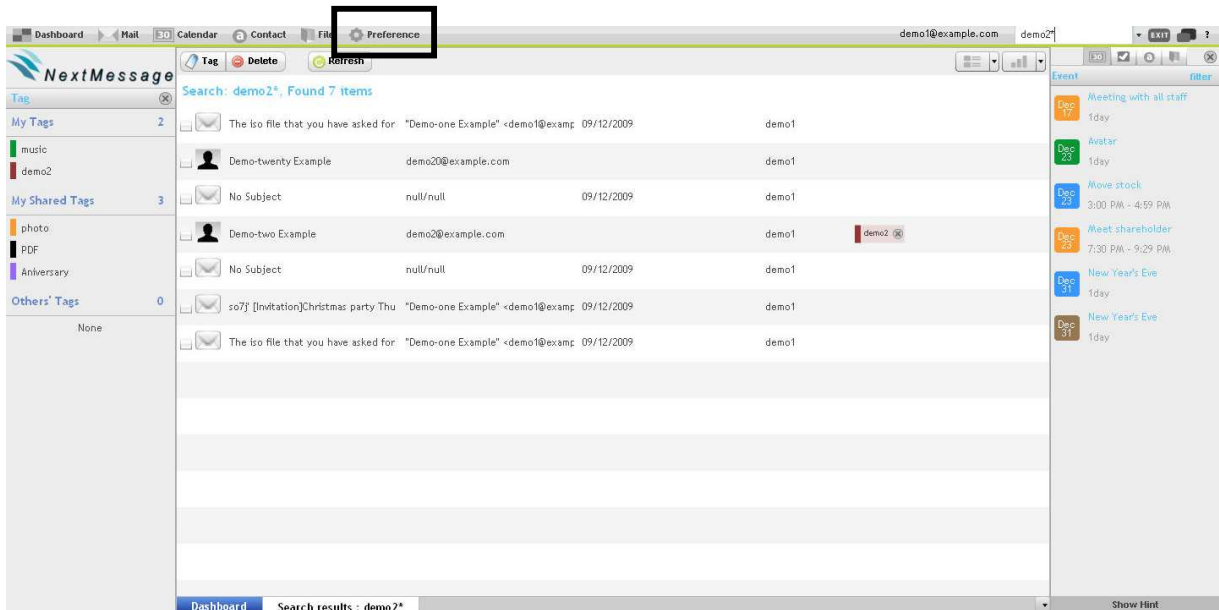 Dashboard Mail 30 Calendar Contact File Preference demo1@example.com demo2* EXIT ?
NextMessage
Tag
My Tags 2
music
demo2
My Shared Tags 3
photo
PDF
Aniversary
Others' Tags 0
None
Tag Delete Refresh
Search: demo2*, Found 7 items
The iso file that you have asked for "Demo-one Example" <demo1@examp 09/12/2009 demo1
Demo-twenty Example demo20@example.com demo1
No Subject null/null 09/12/2009 demo1
Demo-two Example demo2@example.com demo1 demo2
No Subject null/null 09/12/2009 demo1
so7j' [Invitation]Christmas party Thu "Demo-one Example" <demo1@examp 09/12/2009 demo1
The iso file that you have asked for "Demo-one Example" <demo1@examp 09/12/2009 demo1
Dashboard Search results : demo2*
30
Event filter
Dec 17 Meeting with all staff
1day
Dec 23 Avatar
1day
Dec 23 Move stock
3:00 PM - 4:59 PM
Dec 23 Meet shareholder
7:30 PM - 9:29 PM
Dec 31 New Year's Eve
1day
Dec 31 New Year's Eve
1day
Show Hint